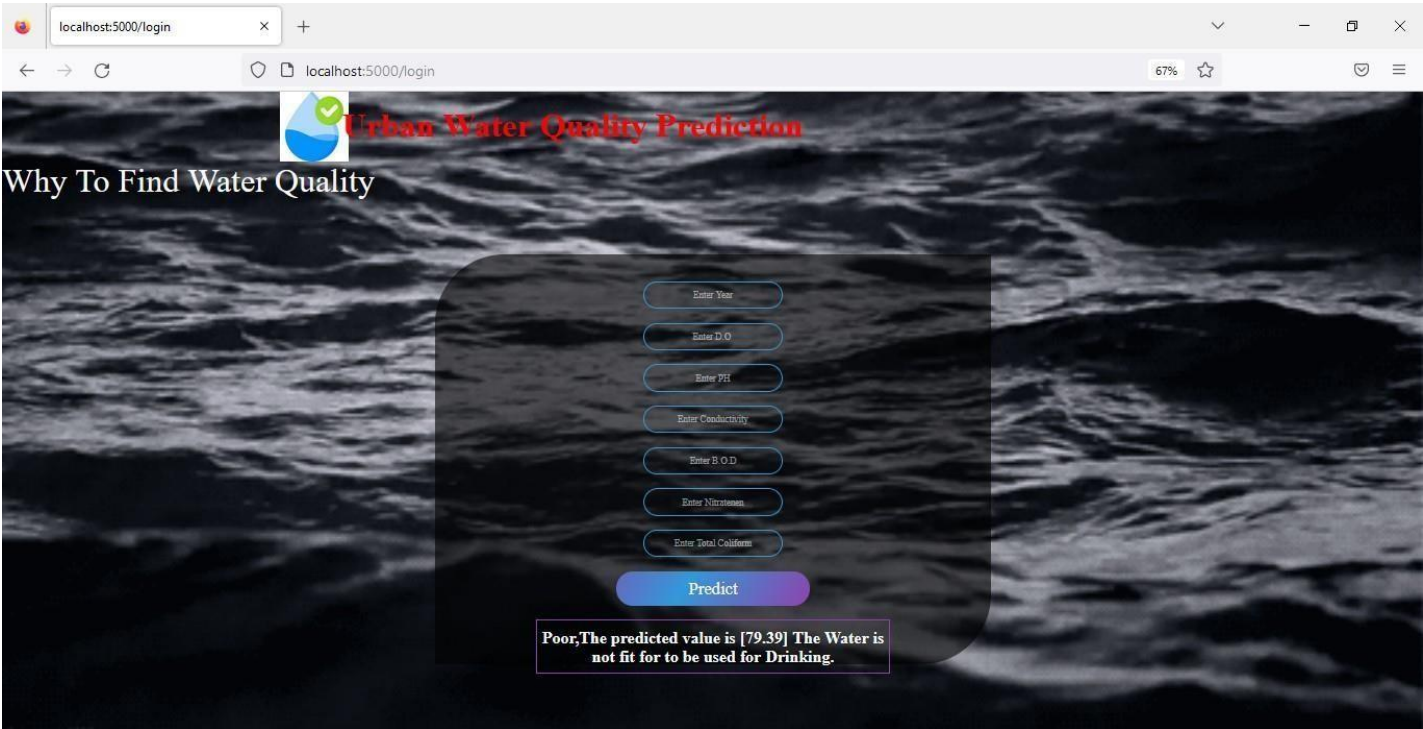 localhost:5000/login
localhost:5000/login
67%
Urban Water Quality Prediction
Why To Find Water Quality
Enter Year
Enter D.O
Enter PH
Enter Conductivity
Enter B.O.D
Enter Nitratenen
Enter Total Coliform
Predict
Poor,The predicted value is [79.39] The Water is
not fit for to be used for Drinking.